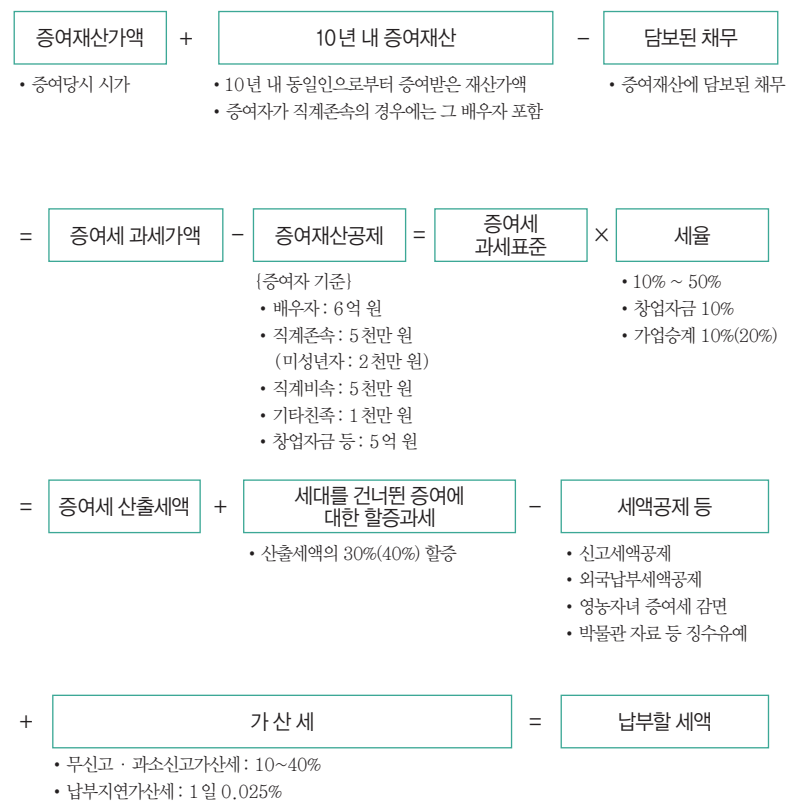 증여재산가액 + 10년 내 증여재산 − 담보된 채무
• 증여당시 시가 • 10년 내 동일인으로부터 증여받은 재산가액 • 증여재산에 담보된 채무
• 증여자가 직계존속의 경우에는 그 배우자 포함
= 증여세 과세가액 − 증여재산공제 = 증여세 과세표준 × 세율
{증여자 기준} • 10% ~ 50%
• 배우자 : 6억 원 • 창업자금 10%
• 직계존속 : 5천만 원 • 가업승계 10%(20%)
(미성년자 : 2천만 원)
• 직계비속 : 5천만 원
• 기타친족 : 1천만 원
• 창업자금 등 : 5억 원
= 증여세 산출세액 + 세대를 건너뛴 증여에 대한 할증과세 − 세액공제 등
• 산출세액의 30%(40%) 할증 • 신고세액공제
• 외국납부세액공제
• 영농자녀 증여세 감면
• 박물관 자료 등 징수유예
+ 가 산 세 = 납부할 세액
• 무신고 · 과소신고가산세 : 10~40%
• 납부지연가산세 : 1일 0.025%